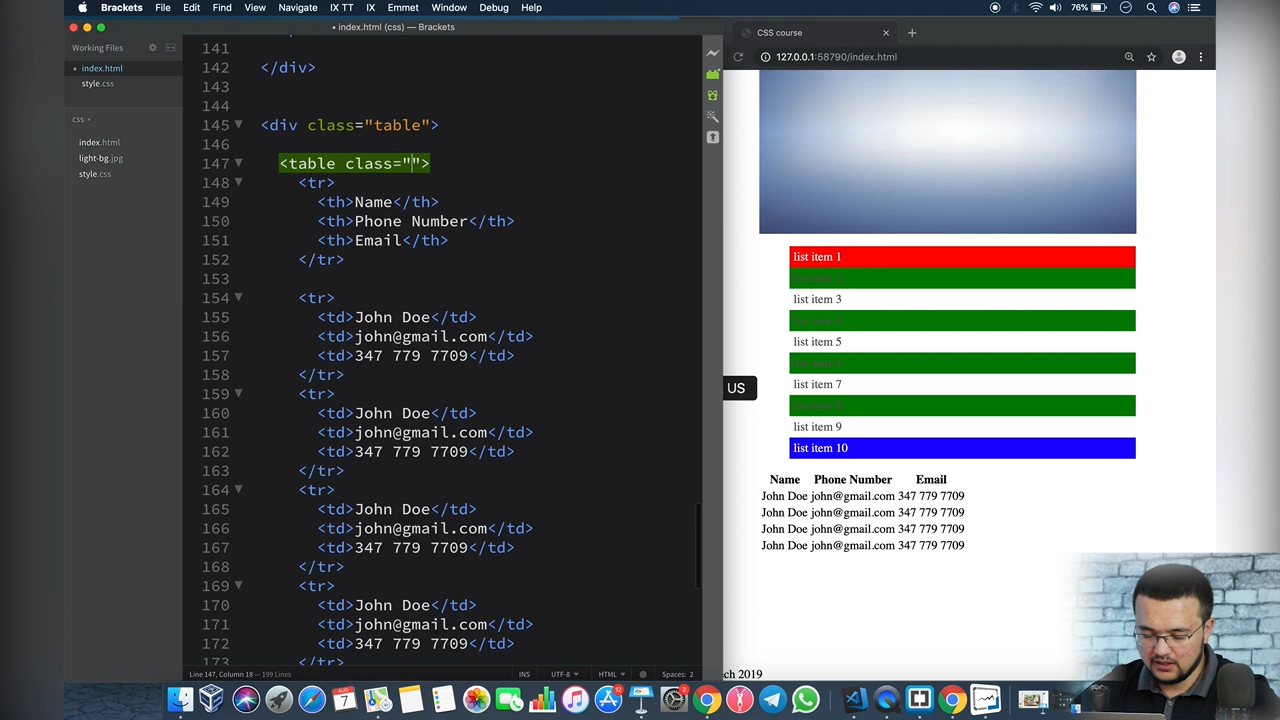 Brackets File Edit Find View Navigate IX TT IX Emmet Window Debug Help 76%
• index.html (css) — Brackets
Working Files
• index.html
style.css
css
index.html
light-bg.jpg
style.css
141
142 </div>
143
144
145 <div class="table">
146
147 <table class="">
148 <tr>
149 <th>Name</th>
150 <th>Phone Number</th>
151 <th>Email</th>
152 </tr>
153
154 <tr>
155 <td>John Doe</td>
156 <td>john@gmail.com</td>
157 <td>347 779 7709</td>
158 </tr>
159 <tr>
160 <td>John Doe</td>
161 <td>john@gmail.com</td>
162 <td>347 779 7709</td>
163 </tr>
164 <tr>
165 <td>John Doe</td>
166 <td>john@gmail.com</td>
167 <td>347 779 7709</td>
168 </tr>
169 <tr>
170 <td>John Doe</td>
171 <td>john@gmail.com</td>
172 <td>347 779 7709</td>
173 </tr>
Line 147, Column 18 — 199 Lines INS UTF-8 HTML Spaces: 2
CSS course
127.0.0.1:58790/index.html
list item 1
list item 3
list item 5
list item 7
list item 9
list item 10
US
Name Phone Number Email
John Doe john@gmail.com 347 779 7709
John Doe john@gmail.com 347 779 7709
John Doe john@gmail.com 347 779 7709
John Doe john@gmail.com 347 779 7709
ch 2019
AUG
7